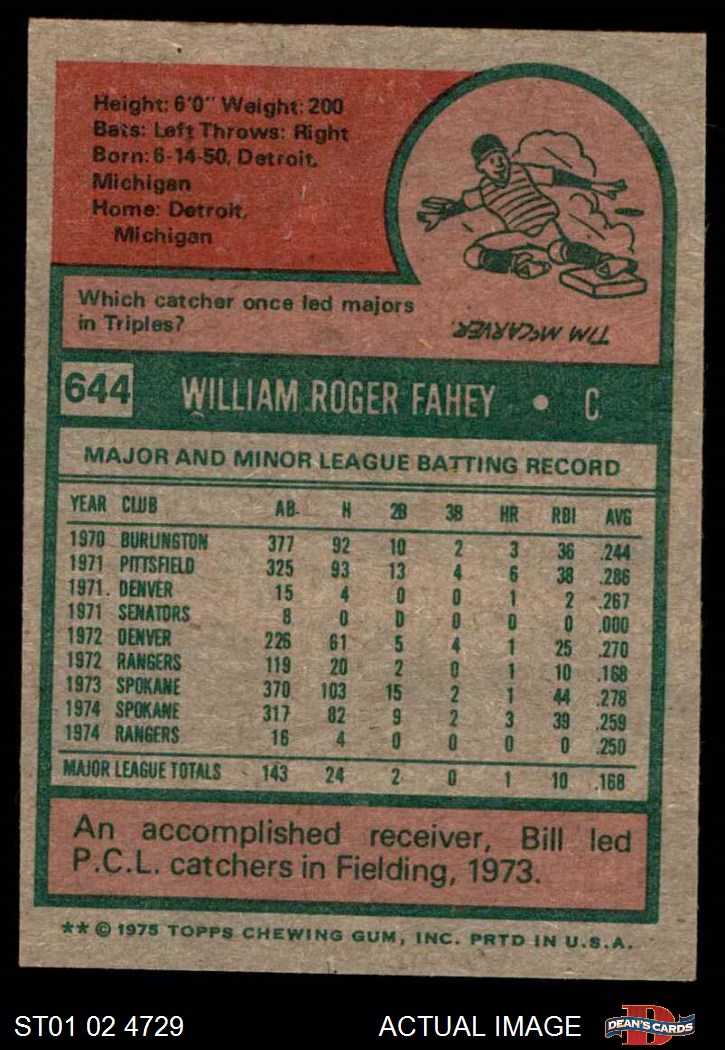 Height: 6'0" Weight: 200
Bats: Left Throws: Right
Born: 6-14-50, Detroit,
Michigan
Home: Detroit,
Michigan
Which catcher once led majors
in Triples?
TIM McCARVER.
644 WILLIAM ROGER FAHEY • C
MAJOR AND MINOR LEAGUE BATTING RECORD
YEAR CLUB AB. H 2B 3B HR RBI AVG
1970 BURLINGTON 377 92 10 2 3 36 .244
1971 PITTSFIELD 325 93 13 4 6 38 .286
1971. DENVER 15 4 0 0 1 2 .267
1971 SENATORS 8 0 0 0 0 0 .000
1972 DENVER 226 61 5 4 1 25 .270
1972 RANGERS 119 20 2 0 1 10 .168
1973 SPOKANE 370 103 15 2 1 44 .278
1974 SPOKANE 317 82 9 2 3 39 .259
1974 RANGERS 16 4 0 0 0 0 .250
MAJOR LEAGUE TOTALS 143 24 2 0 1 10 .168
An accomplished receiver, Bill led
P.C.L. catchers in Fielding, 1973.
** © 1975 TOPPS CHEWING GUM, INC. PRTD IN U.S.A.
ST01 02 4729 ACTUAL IMAGE DEAN'S CARDS